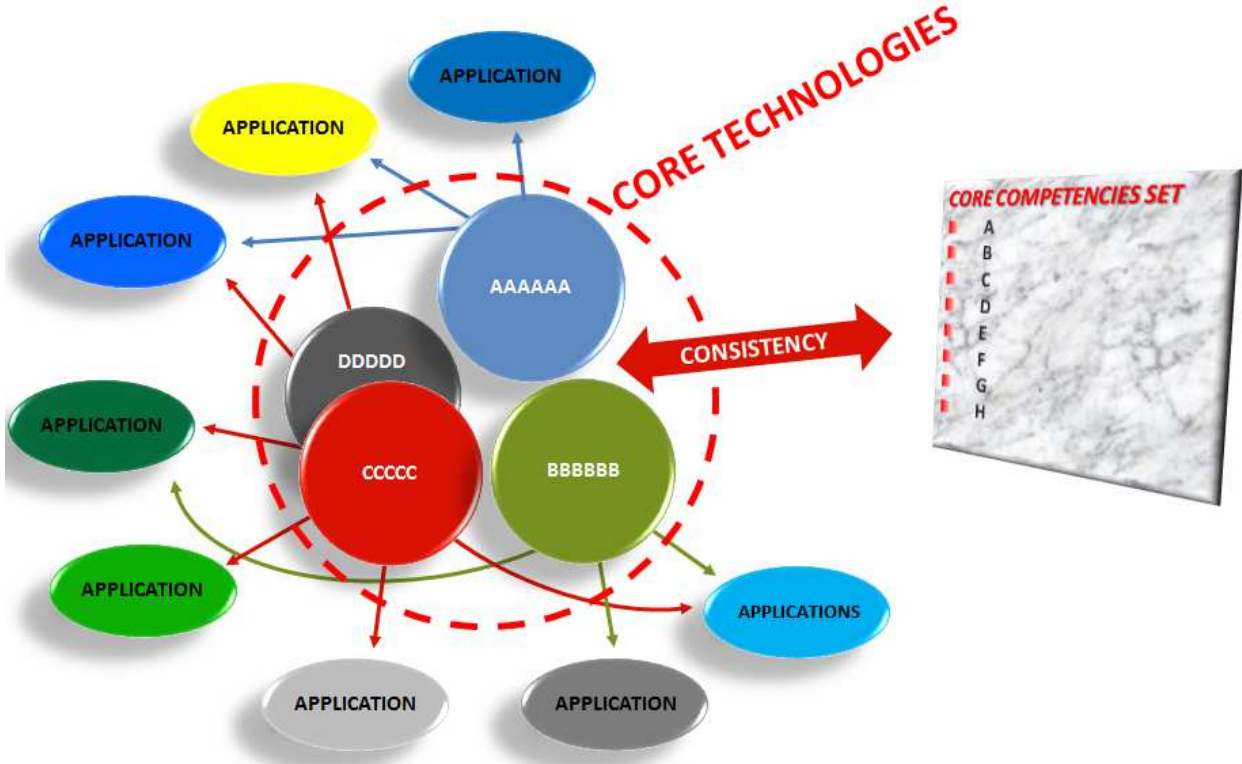 CORE TECHNOLOGIES
APPLICATION
APPLICATION
APPLICATION
APPLICATION
APPLICATION
APPLICATION
APPLICATION
APPLICATIONS
AAAAAA
DDDDD
CCCCC
BBBBBB
CONSISTENCY
CORE COMPETENCIES SET
A
B
C
D
E
F
G
H